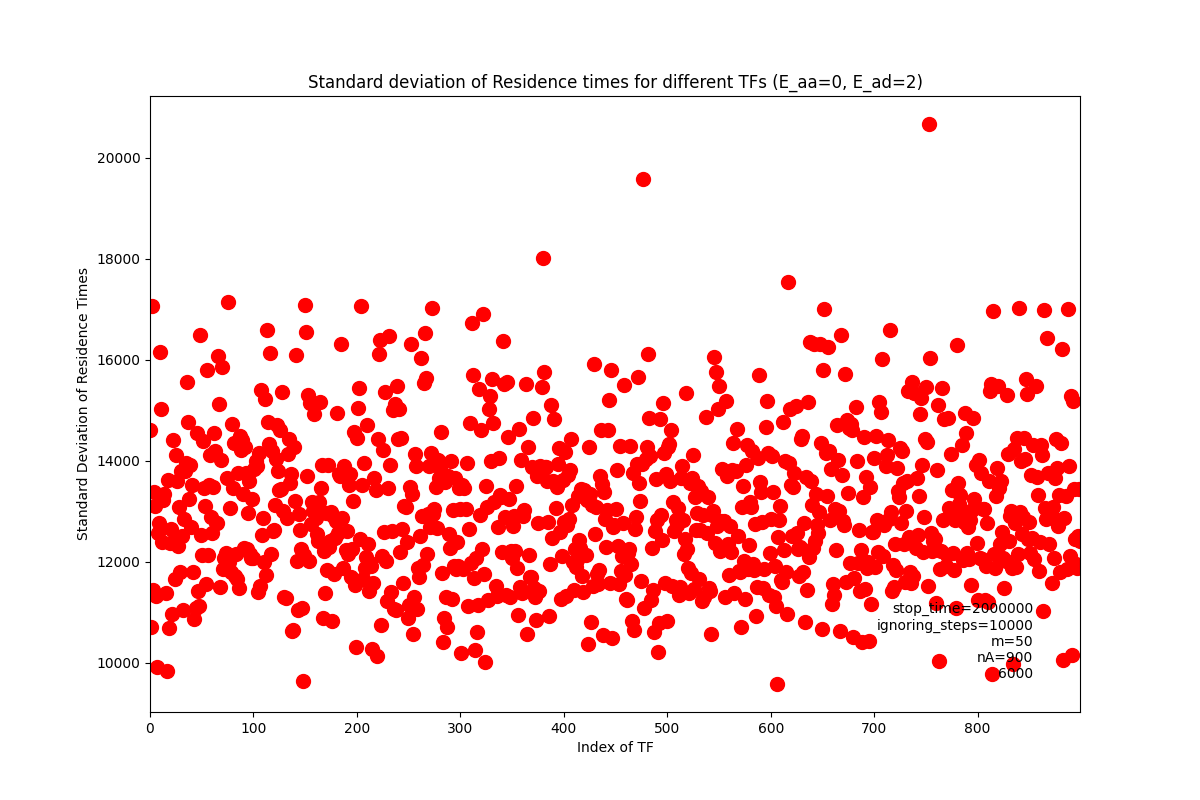 Standard deviation of Residence times for different TFs (E_aa=0, E_ad=2)
Standard Deviation of Residence Times
20000
18000
16000
14000
12000
10000
stop_time=2000000
ignoring_steps=10000
m=50
nA=900
6000
0 100 200 300 400 500 600 700 800
Index of TF